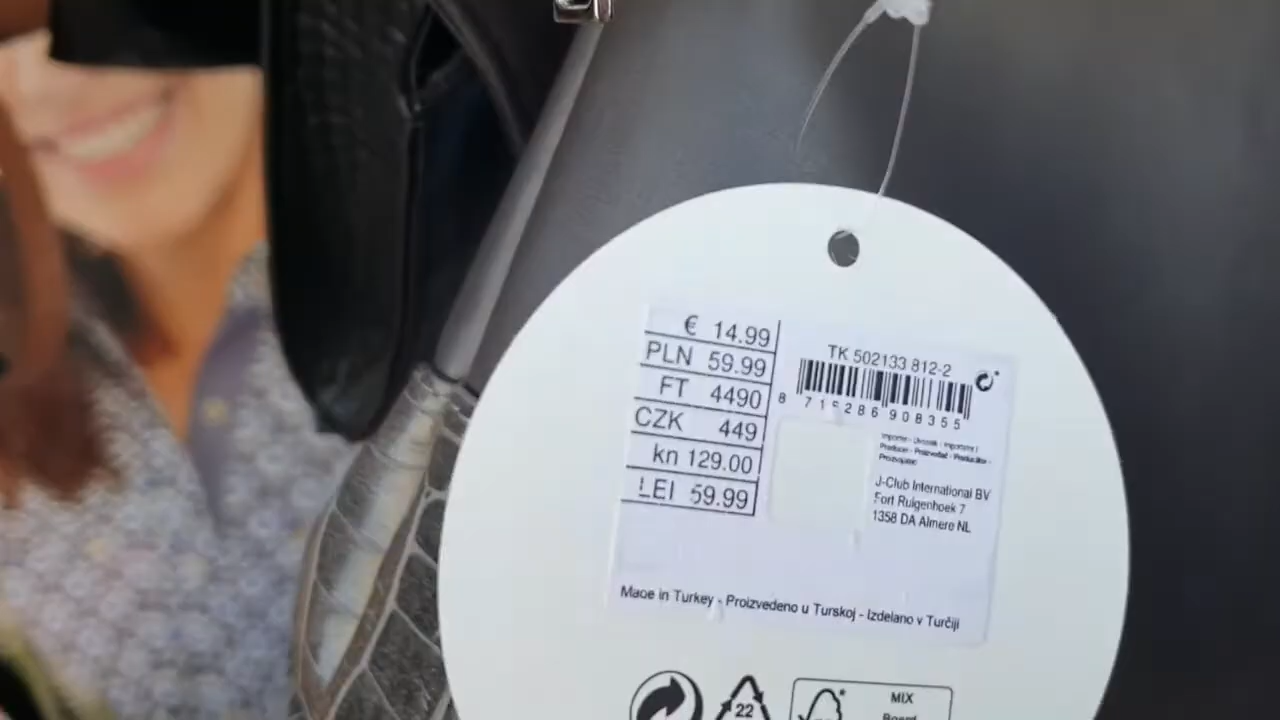 € 14.99
PLN 59.99
FT 4490
CZK 449
kn 129.00
LEI 59.99
TK 502133 812-2
8 715286 908355
J-Club International BV
Fort Ruigenhoek 7
1358 DA Almere NL
Made in Turkey - Proizvedeno u Turskoj - Izdelano v Turčiji
22
MIX
Board